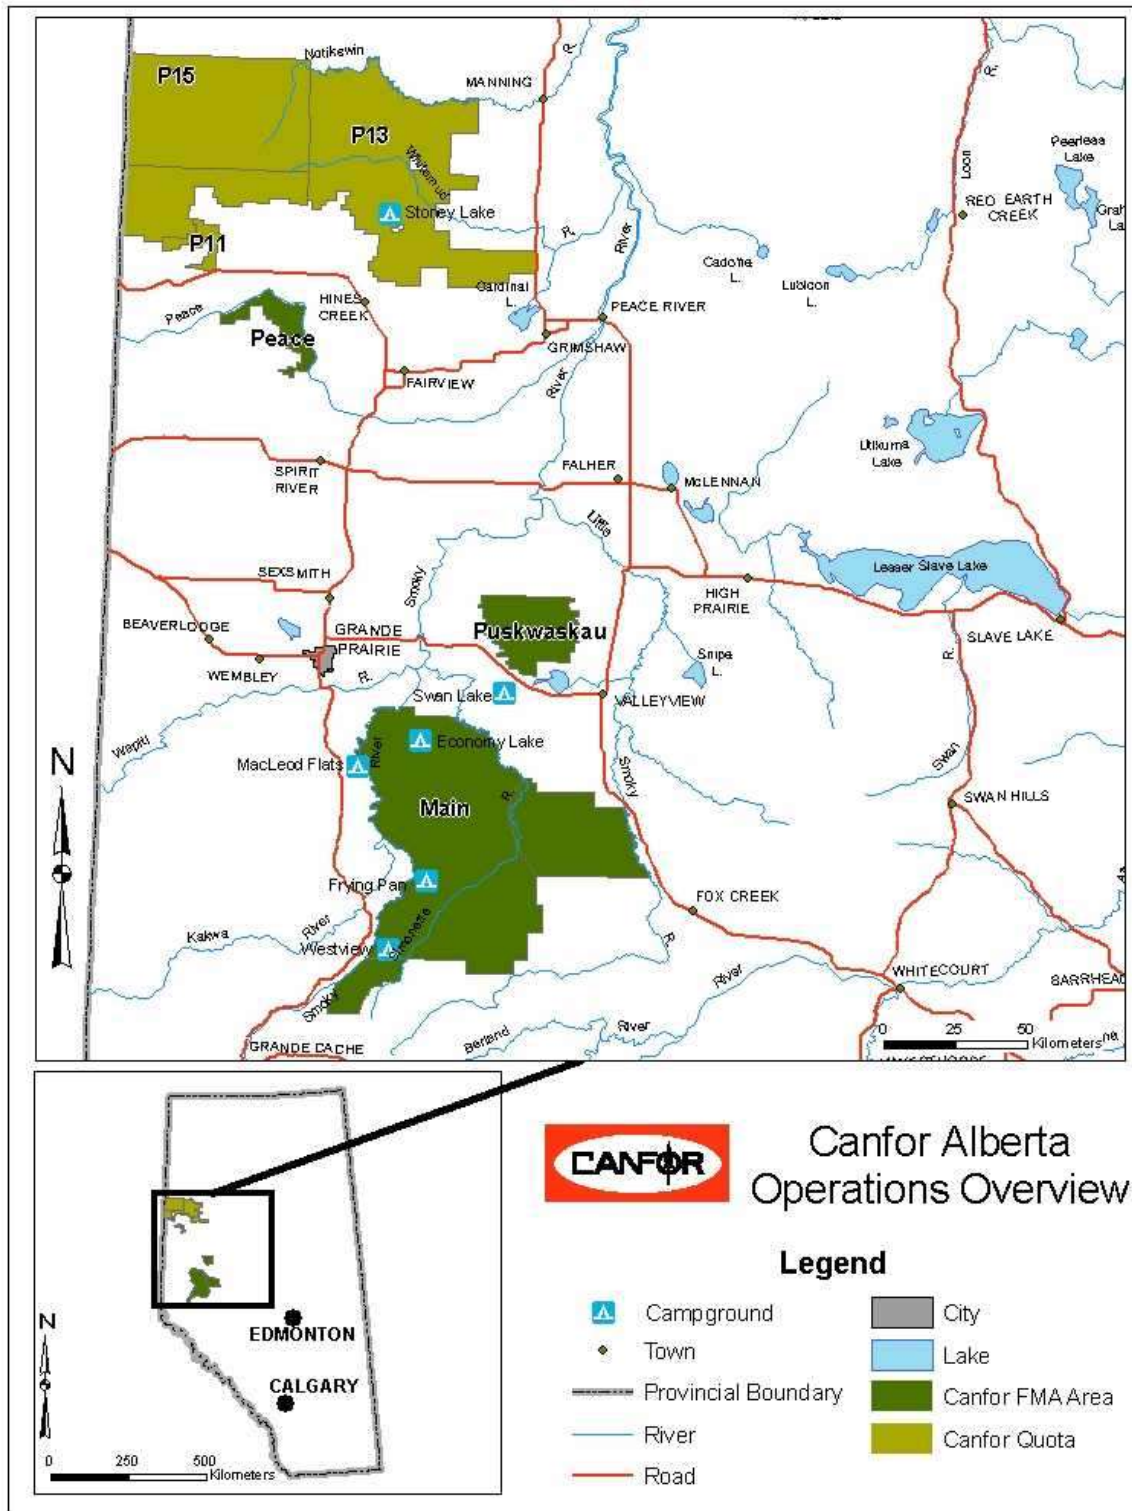 Notikewin
R.
R.
P15
MANNING
P13
Loon
Peerless
Lake
Whitemud
RED EARTH
CREEK
Stoney Lake
Grah
La
R.
River
P11
Cadotte
L.
Lubicon
L.
Cardinal
L.
Peace
HINES
CREEK
PEACE RIVER
Peace
GRIMSHAW
River
FAIRVIEW
Utikuma
Lake
FALHER
SPIRIT
RIVER
McLENNAN
Little
Smoky
SEXSMITH
Lesser Slave Lake
HIGH
PRAIRIE
BEAVERLODGE
GRANDE
PRAIRIE
Puskwaskau
SLAVE LAKE
R.
Snipe
L.
WEMBLEY
R.
Swan Lake
VALLEYVIEW
Wapiti
River
Economy Lake
N
MacLeod Flats
Smoky
Swan
R.
Main
SWAN HILLS
Frying Pan
FOX CREEK
River
Kakwa
Simonette
Westview
R.
River
WHITECOURT
Smoky
BARRHEAD
River
Berland
GRANDE CACHE
0 25 50
Kilometers
N
EDMONTON
CALGARY
0 250 500
Kilometers
CANFOR
Canfor Alberta
Operations Overview
Legend
Campground
City
Town
Lake
Provincial Boundary
Canfor FMA Area
River
Canfor Quota
Road